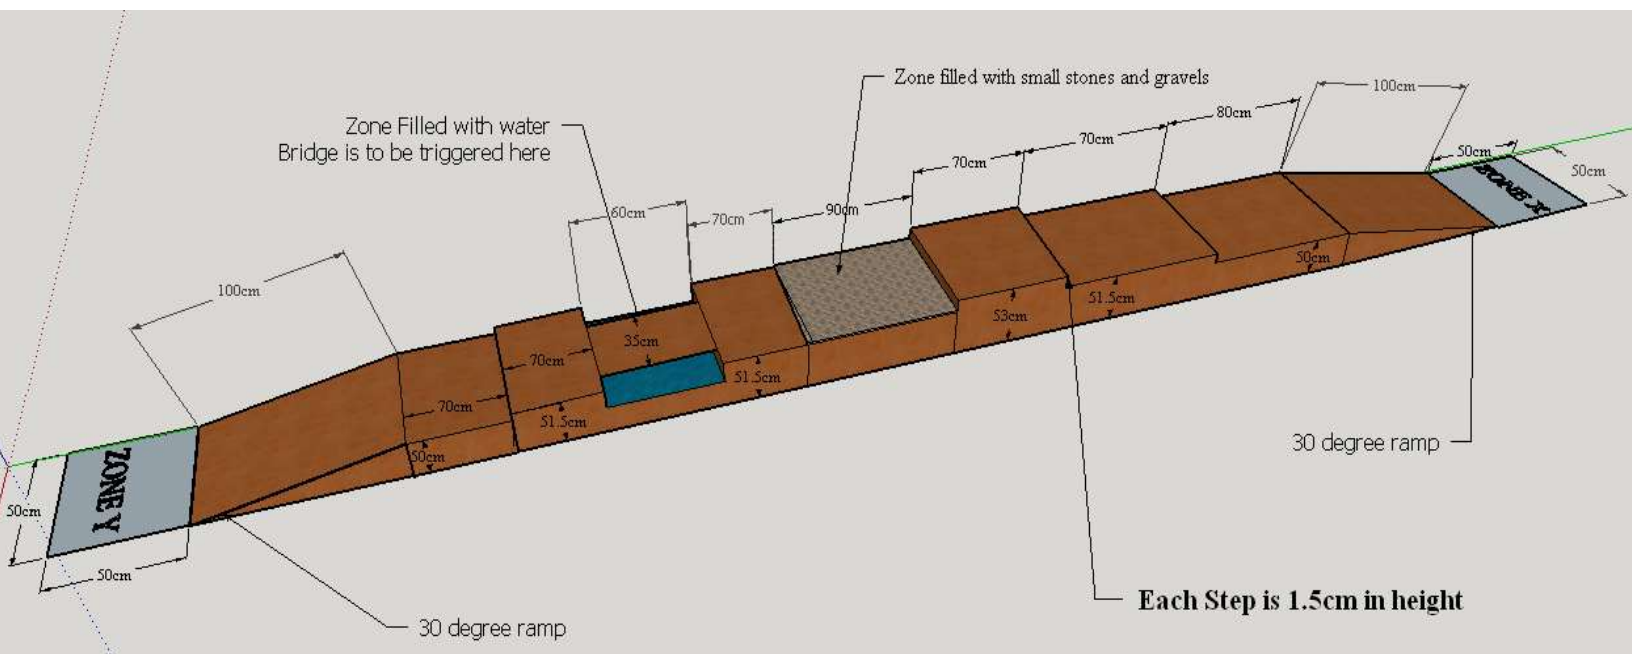 Zone filled with small stones and gravels
100cm
80cm
Zone Filled with water
Bridge is to be triggered here
70cm
70cm
50cm
50cm
60cm
70cm
90cm
ZONE X
100cm
50cm
51.5cm
53cm
35cm
70cm
51.5cm
70cm
51.5cm
50cm
ZONE Y
50cm
50cm
30 degree ramp
Each Step is 1.5cm in height
30 degree ramp